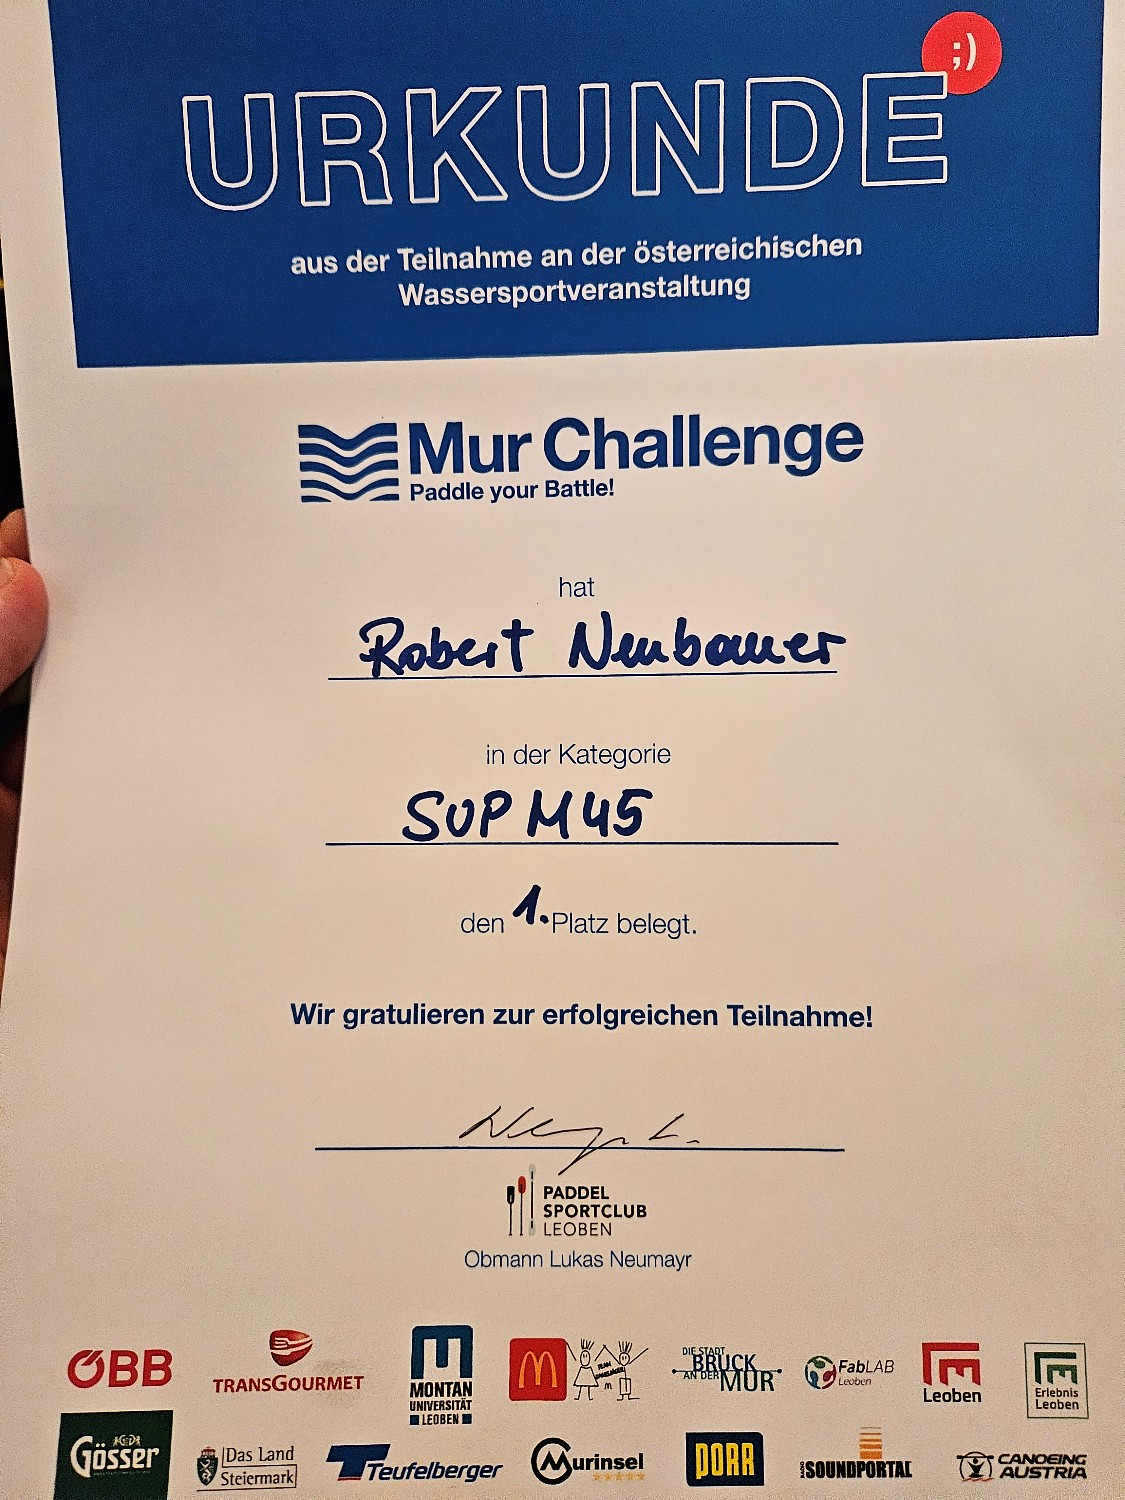 ;)
URKUNDE
aus der Teilnahme an der österreichischen
Wassersportveranstaltung
Mur Challenge
Paddle your Battle!
hat
Robert Neubauer
in der Kategorie
SUP M45
den 1. Platz belegt.
Wir gratulieren zur erfolgreichen Teilnahme!
PADDEL
SPORTCLUB
LEOBEN
Obmann Lukas Neumayr
ÖBB
TRANSGOURMET
MONTAN
UNIVERSITÄT
LEOBEN
DIE STADT
BRUCK
AN DER MUR
FabLAB
Leoben
Leoben
Erlebnis
Leoben
Gösser
Das Land
Steiermark
Teufelberger
Murinsel
PORR
SOUNDPORTAL
CANOEING
AUSTRIA